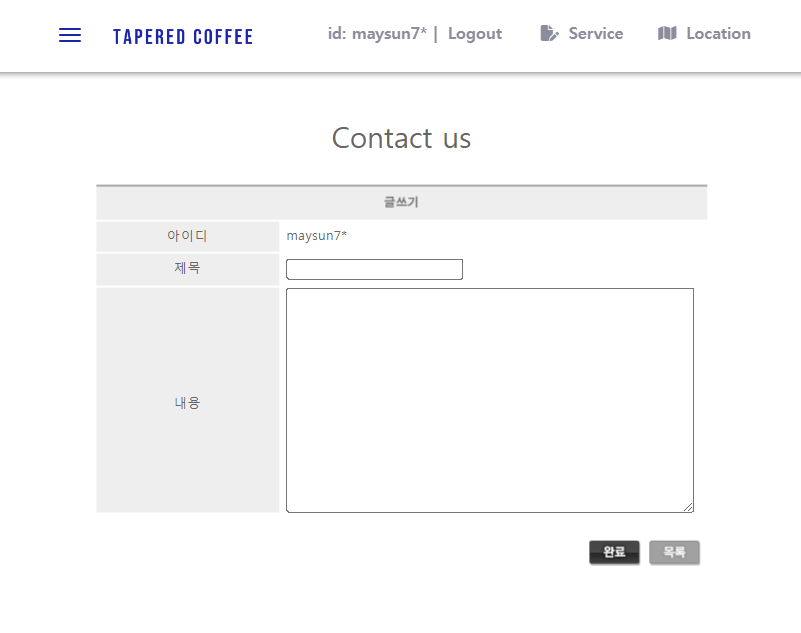 TAPERED COFFEE id: maysun7* | Logout Service Location
Contact us
글쓰기
아이디 maysun7*
제목
내용
완료 목록